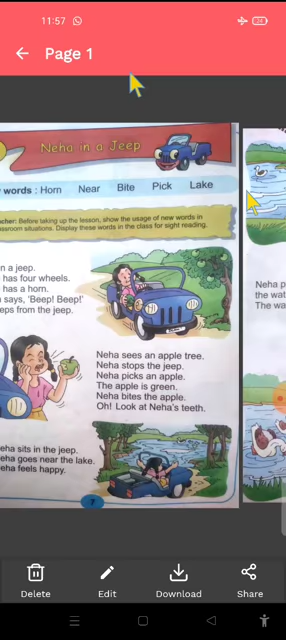 11:57
Page 1
Neha in a Jeep
words : Horn Near Bite Pick Lake
cher: Before taking up the lesson, show the usage of new words in
ssroom situations. Display these words in the class for sight reading.
n a jeep.
has four wheels.
has a horn.
says, 'Beep! Beep!'
eps from the jeep.
Neha sees an apple tree.
Neha stops the jeep.
Neha picks an apple.
The apple is green.
Neha bites the apple.
Oh! Look at Neha's teeth.
eha sits in the jeep.
eha goes near the lake.
eha feels happy.
7
Neha p
the wat
The wa
Delete Edit Download Share